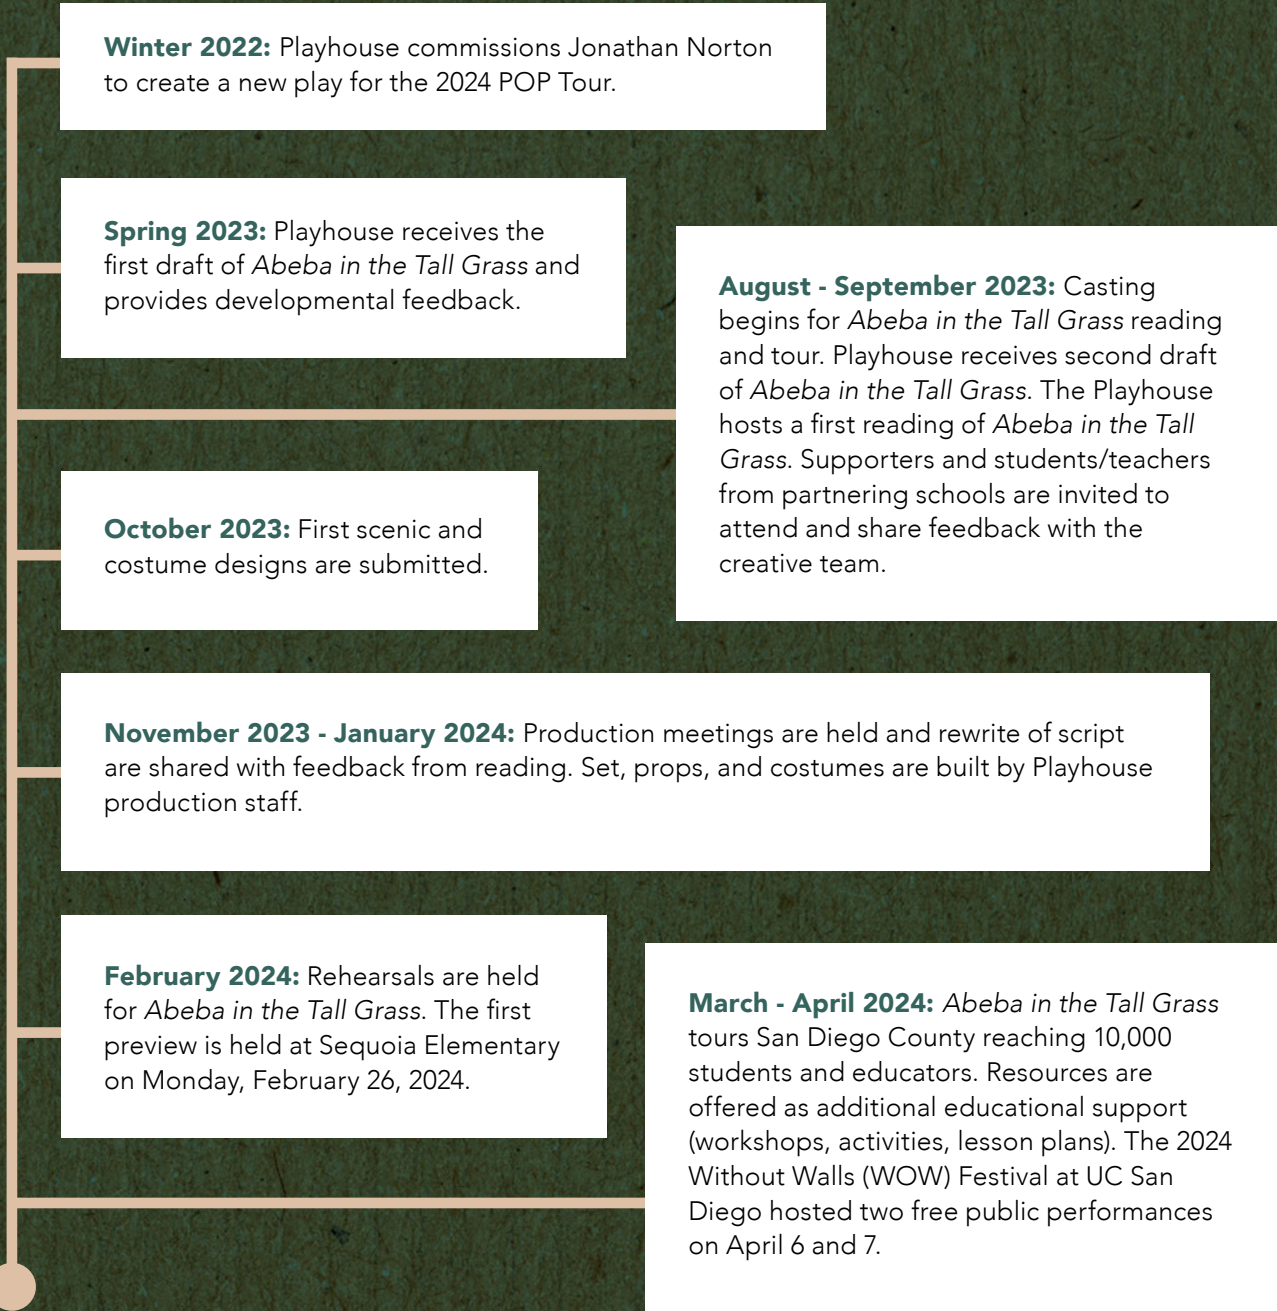 Winter 2022: Playhouse commissions Jonathan Norton
to create a new play for the 2024 POP Tour.
Spring 2023: Playhouse receives the
first draft of Abeba in the Tall Grass and
provides developmental feedback.
August - September 2023: Casting
begins for Abeba in the Tall Grass reading
and tour. Playhouse receives second draft
of Abeba in the Tall Grass. The Playhouse
hosts a first reading of Abeba in the Tall
Grass. Supporters and students/teachers
from partnering schools are invited to
attend and share feedback with the
creative team.
October 2023: First scenic and
costume designs are submitted.
November 2023 - January 2024: Production meetings are held and rewrite of script
are shared with feedback from reading. Set, props, and costumes are built by Playhouse
production staff.
February 2024: Rehearsals are held
for Abeba in the Tall Grass. The first
preview is held at Sequoia Elementary
on Monday, February 26, 2024.
March - April 2024: Abeba in the Tall Grass
tours San Diego County reaching 10,000
students and educators. Resources are
offered as additional educational support
(workshops, activities, lesson plans). The 2024
Without Walls (WOW) Festival at UC San
Diego hosted two free public performances
on April 6 and 7.